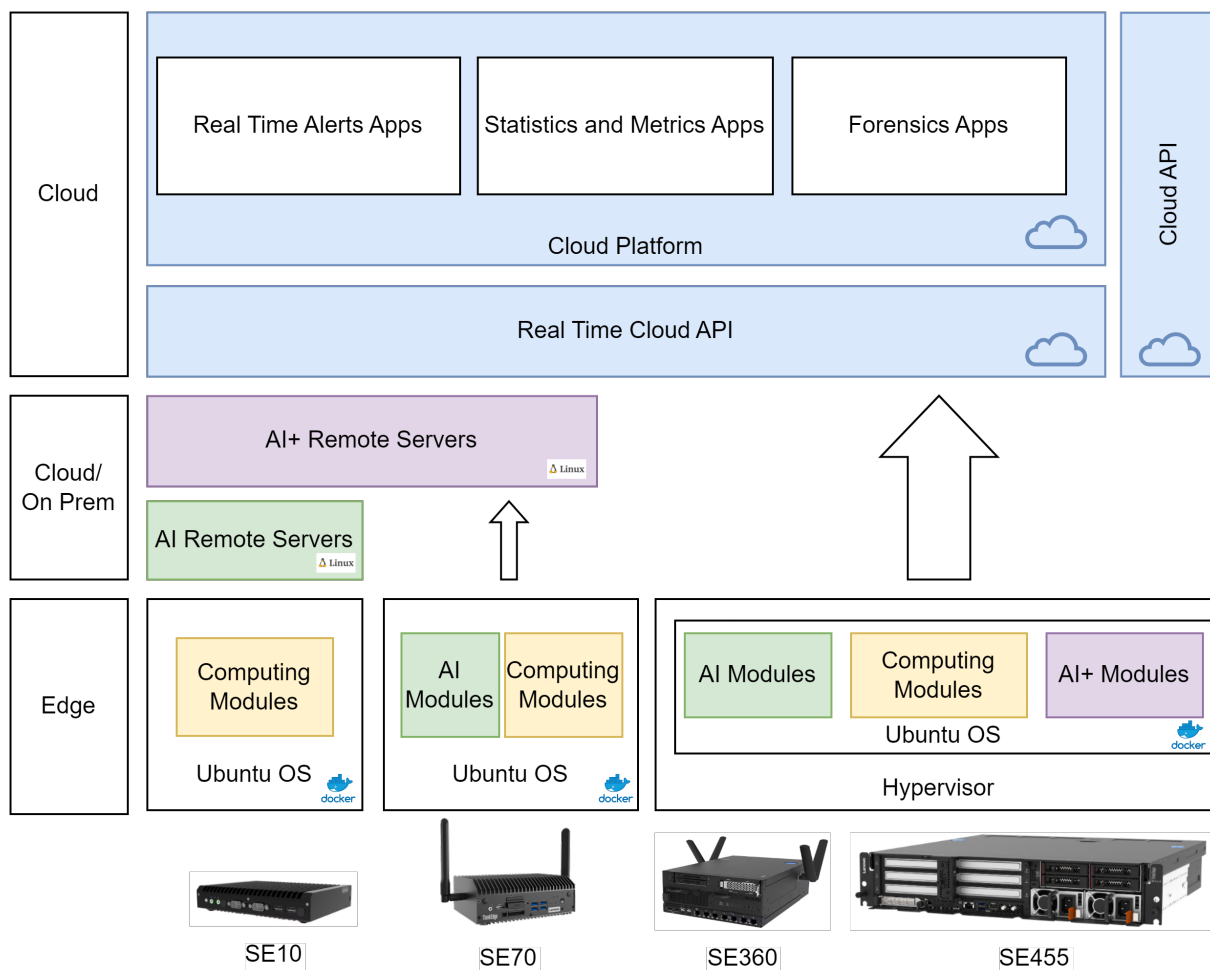 Cloud
Real Time Alerts Apps
Statistics and Metrics Apps
Forensics Apps
Cloud Platform
Cloud API
Real Time Cloud API
Cloud/
On Prem
AI+ Remote Servers
Linux
AI Remote Servers
Linux
Edge
Computing
Modules
Ubuntu OS
docker
AI
Modules
Computing
Modules
Ubuntu OS
docker
AI Modules
Computing
Modules
AI+ Modules
Ubuntu OS
docker
Hypervisor
SE10
SE70
SE360
SE455